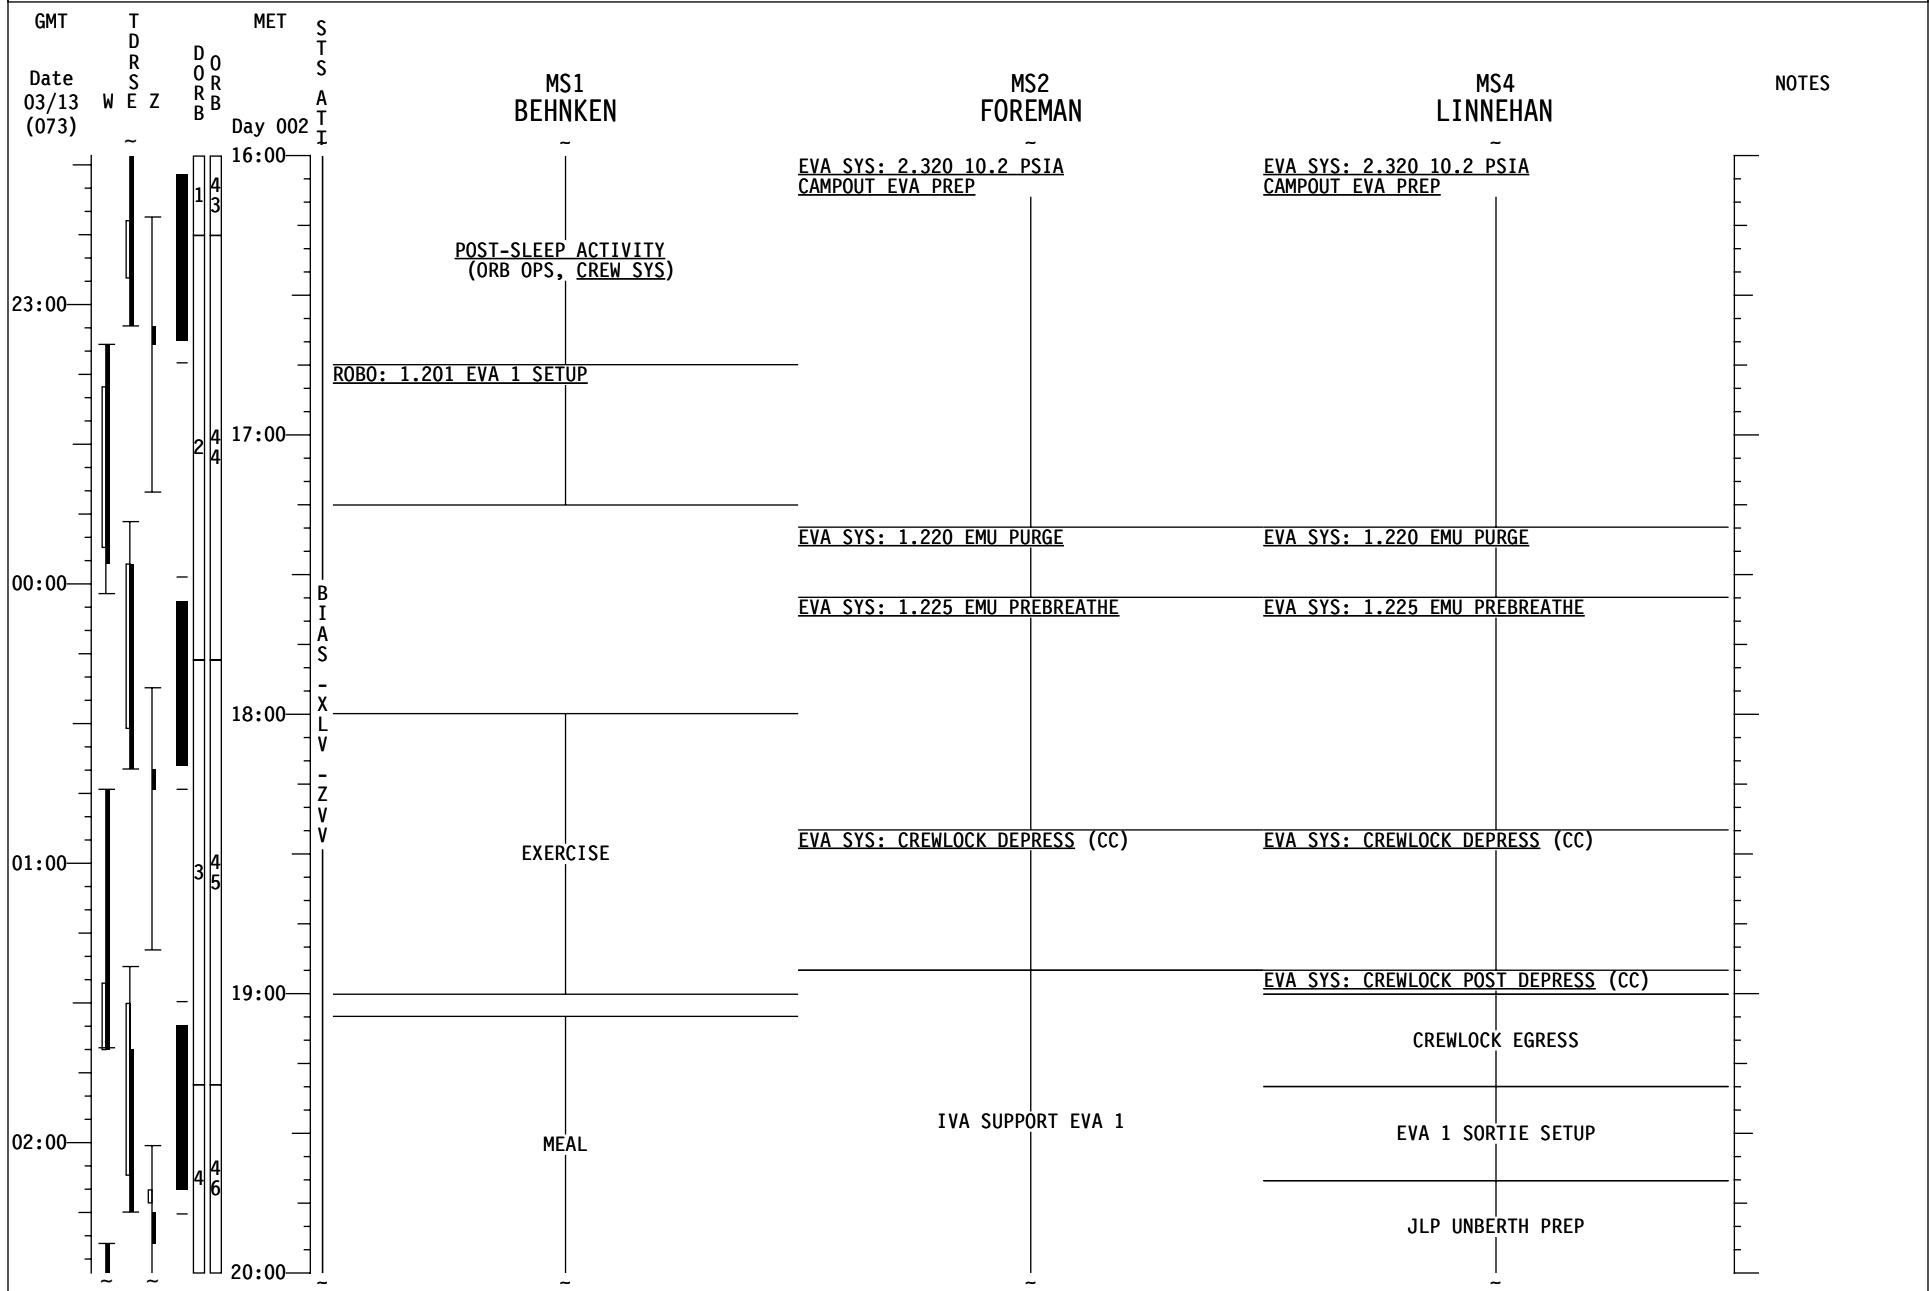 GMT
TDRS
MET
STS ATT
DORB
ORB
Date
03/13
(073)
W E Z
Day 002
MS1
BEHNKEN
MS2
FOREMAN
MS4
LINNEHAN
NOTES
~ ~ ~ ~
16:00
EVA SYS: 2.320 10.2 PSIA
CAMPOUT EVA PREP
EVA SYS: 2.320 10.2 PSIA
CAMPOUT EVA PREP
1
43
POST-SLEEP ACTIVITY
(ORB OPS, CREW SYS)
23:00
ROBO: 1.201 EVA 1 SETUP
17:00
2
44
EVA SYS: 1.220 EMU PURGE
EVA SYS: 1.220 EMU PURGE
00:00
BIAS -XLV -ZVV
EVA SYS: 1.225 EMU PREBREATHE
EVA SYS: 1.225 EMU PREBREATHE
18:00
EVA SYS: CREWLOCK DEPRESS (CC)
EVA SYS: CREWLOCK DEPRESS (CC)
EXERCISE
01:00
3
45
EVA SYS: CREWLOCK POST DEPRESS (CC)
19:00
CREWLOCK EGRESS
IVA SUPPORT EVA 1
EVA 1 SORTIE SETUP
02:00
MEAL
4
46
JLP UNBERTH PREP
20:00
~ ~ ~ ~ ~ ~